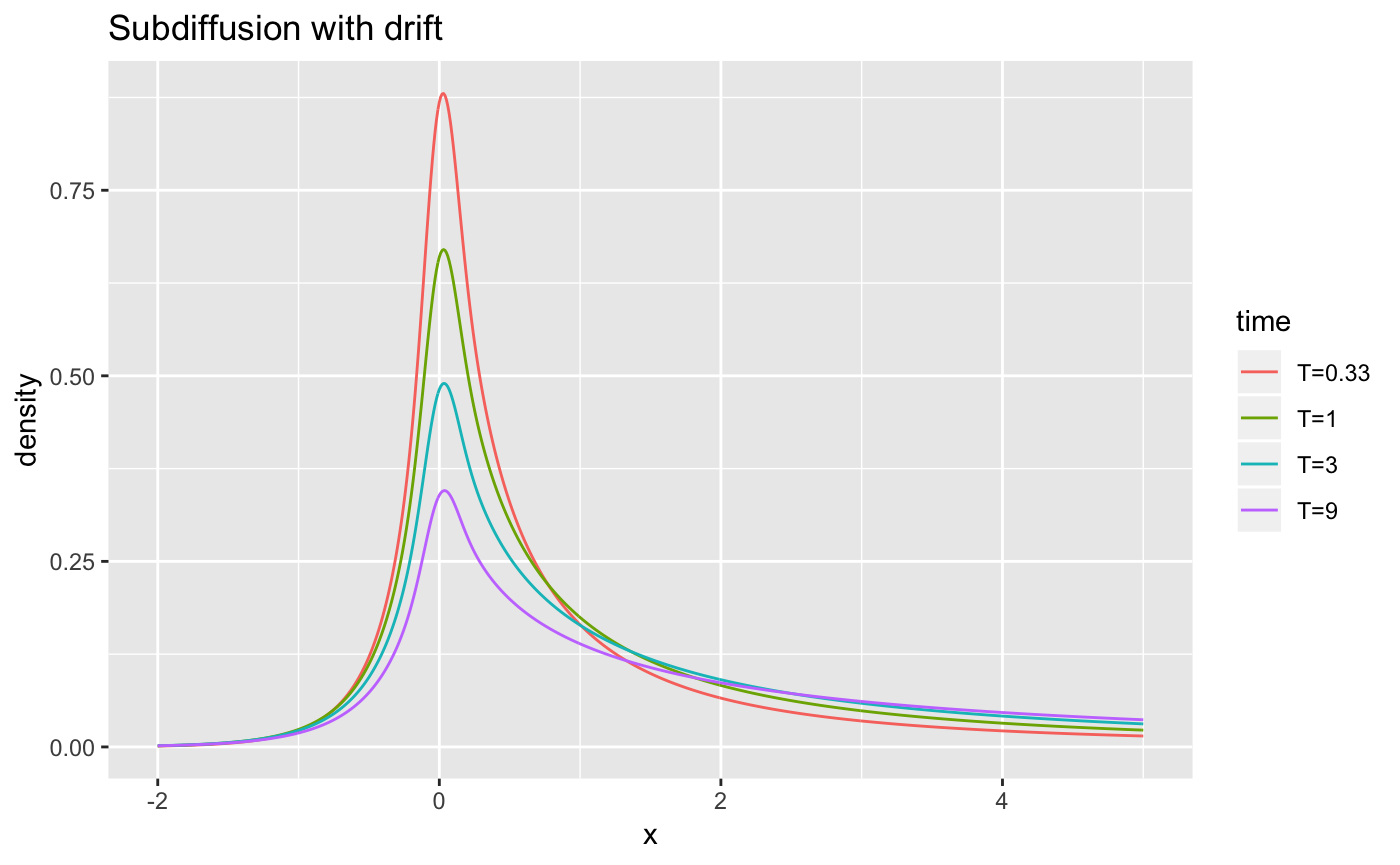 Subdiffusion with drift
density
0.75
0.50
0.25
0.00
-2
0
2
4
x
time
T=0.33
T=1
T=3
T=9